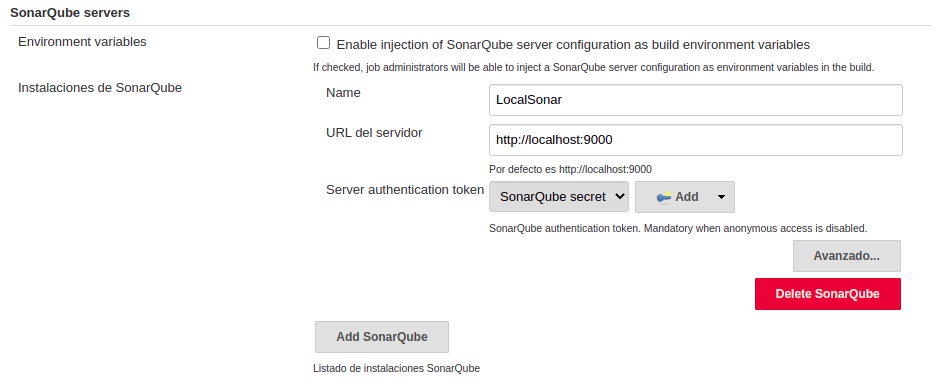 SonarQube servers
Environment variables
Enable injection of SonarQube server configuration as build environment variables
If checked, job administrators will be able to inject a SonarQube server configuration as environment variables in the build.
Instalaciones de SonarQube
Name
LocalSonar
URL del servidor
http://localhost:9000
Por defecto es http://localhost:9000
Server authentication token
SonarQube secret
Add
SonarQube authentication token. Mandatory when anonymous access is disabled.
Avanzado...
Delete SonarQube
Add SonarQube
Listado de instalaciones SonarQube